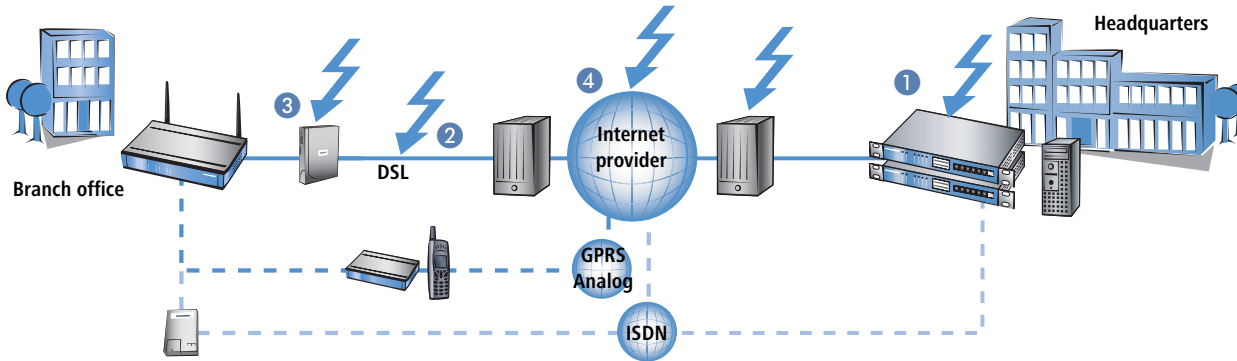 Headquarters
4
1
3
2
Internet
provider
DSL
Branch office
GPRS
Analog
ISDN